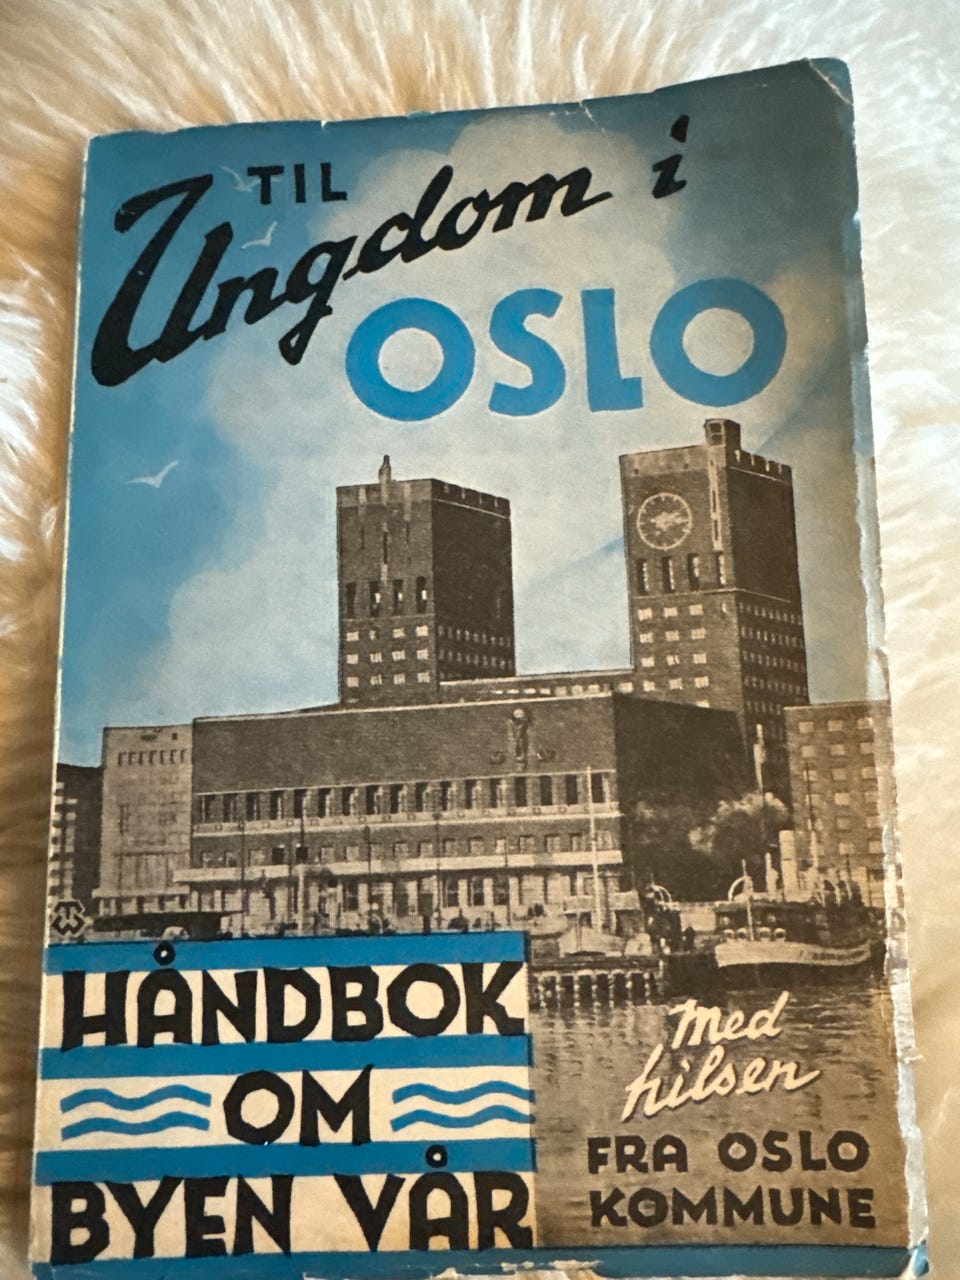 TIL
Ungdom i
OSLO
HÅNDBOK
OM
BYEN VÅR
Med
hilsen
FRA OSLO
KOMMUNE